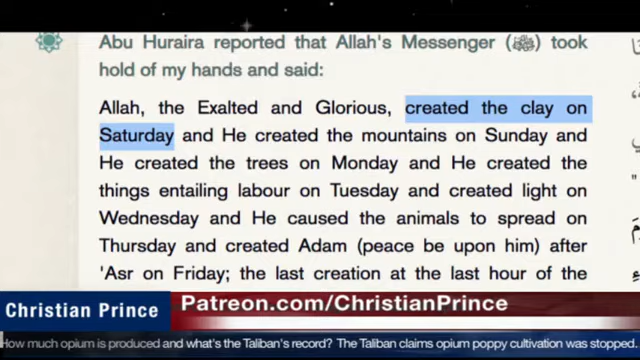 Abu Huraira reported that Allah's Messenger (ﷺ) took
hold of my hands and said:
Allah, the Exalted and Glorious, created the clay on
Saturday and He created the mountains on Sunday and
He created the trees on Monday and He created the
things entailing labour on Tuesday and created light on
Wednesday and He caused the animals to spread on
Thursday and created Adam (peace be upon him) after
'Asr on Friday; the last creation at the last hour of the
Christian Prince
Patreon.com/ChristianPrince
How much opium is produced and what's the Taliban's record? The Taliban claims opium poppy cultivation was stopped.